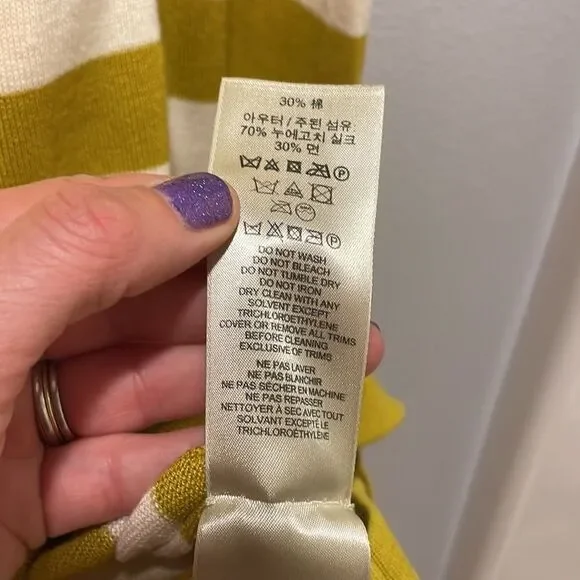 30% 棉
아우터 / 주된 섬유
70% 누에고치 실크
30% 면
DO NOT WASH
DO NOT BLEACH
DO NOT TUMBLE DRY
DO NOT IRON
DRY CLEAN WITH ANY
SOLVENT EXCEPT
TRICHLOROETHYLENE
COVER OR REMOVE ALL TRIMS
BEFORE CLEANING
EXCLUSIVE OF TRIMS
NE PAS LAVER
NE PAS BLANCHIR
NE PAS SÉCHER EN MACHINE
NE PAS REPASSER
NETTOYER À SEC AVEC TOUT
SOLVANT EXCEPTÉ LE
TRICHLOROÉTHYLÈNE